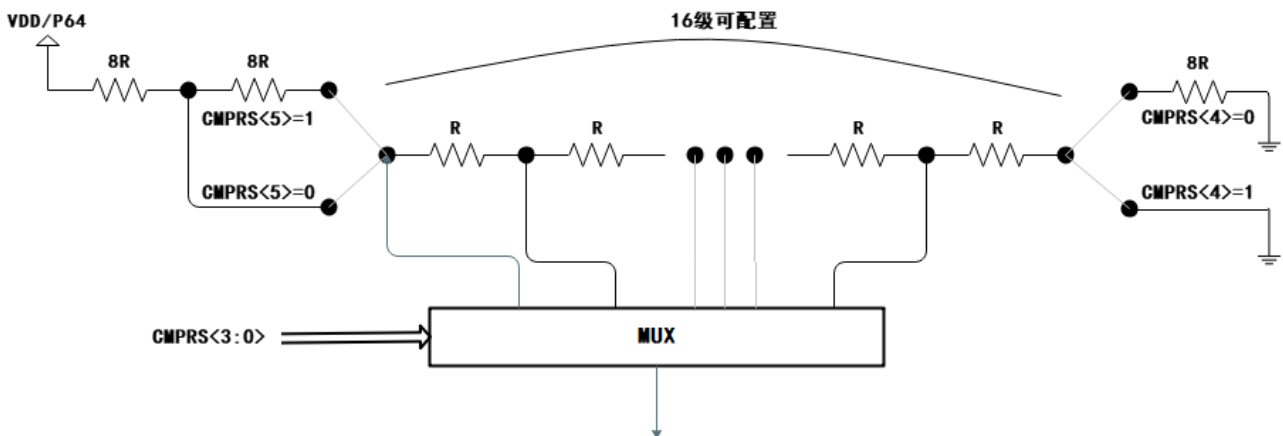 VDD/P64
16级可配置
8R
8R
8R
CMPRS<5>=1
CMPRS<4>=0
R
R
R
R
CMPRS<5>=0
CMPRS<4>=1
CMPRS<3:0>
MUX